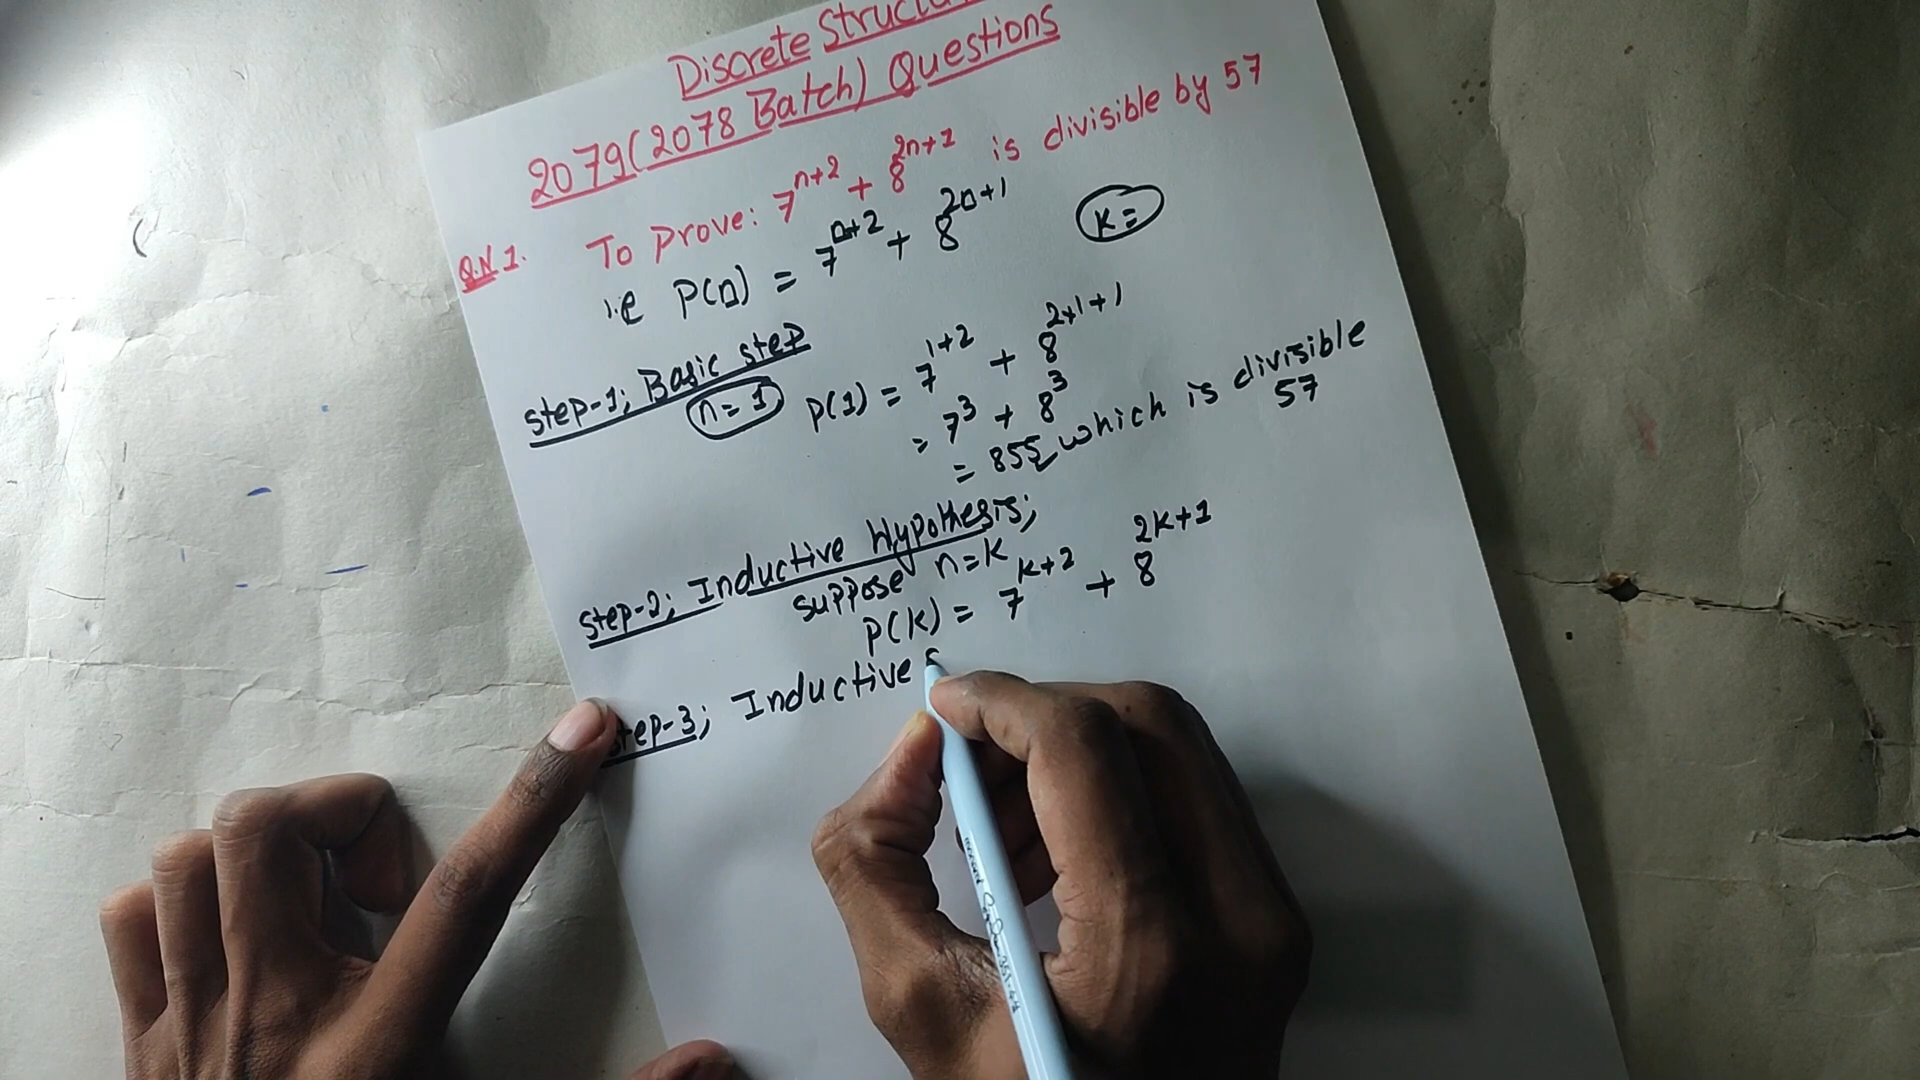 Discrete
2079(2078 Batch) Questions
Q.N 1. To prove: 7^{n+2} + 8^{2n+1} is divisible by 57
i.e P(n) = 7^{n+2} + 8^{2n+1}
K=
Step-1; Basic step
n=1 P(1) = 7^{1+2} + 8^{2×1+1}
= 7^3 + 8^3
= 855 which is divisible
57
Step-2; Inductive Hypothesis;
suppose n=k
P(k) = 7^{k+2} + 8^{2k+1}
step-3; Inductive